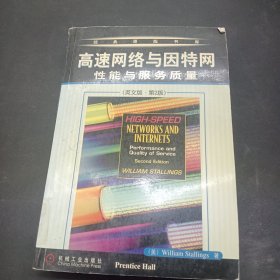 经典原版书库
高速网络与因特网
性能与服务质量
(英文版·第2版)
HIGH-SPEED
NETWORKS AND
INTERNETS
Performance and
Quality of Service
Second Edition
WILLIAM STALLINGS
(美) William Stallings 著
机械工业出版社
China Machine Press
Prentice Hall